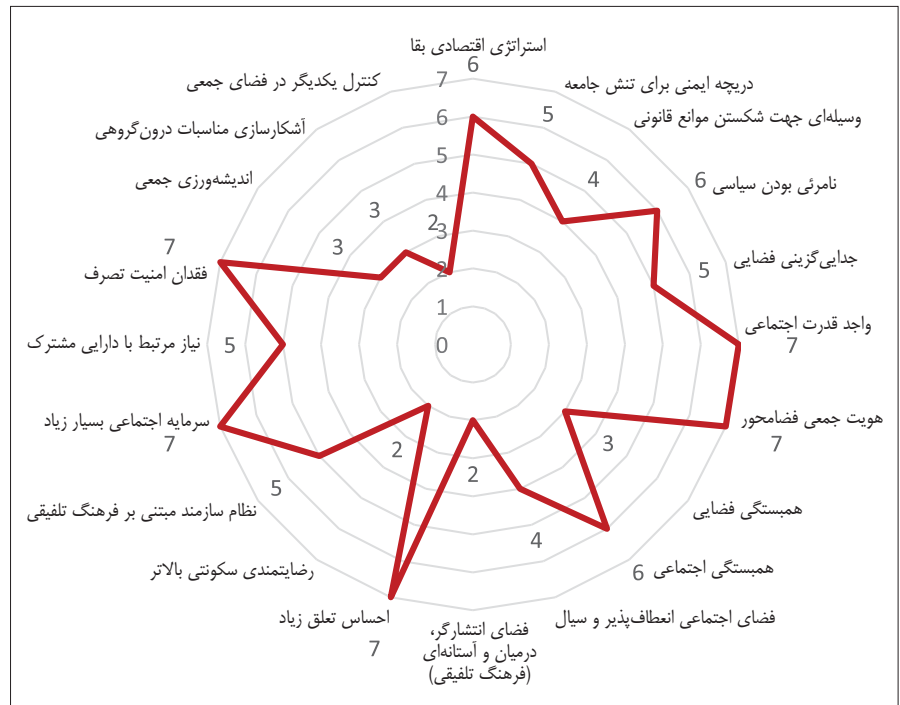 استراتژی اقتصادی بقا
6
دریچه ایمنی برای تنش جامعه
5
وسیله‌ای جهت شکستن موانع قانونی
4
نامرئی بودن سیاسی
6
جدایی‌گزینی فضایی
5
واجد قدرت اجتماعی
7
هویت جمعی فضامحور
7
همبستگی فضایی
3
همبستگی اجتماعی
6
فضای اجتماعی انعطاف‌پذیر و سیال
4
فضای انتشارگر،
درمیان و آستانه‌ای
(فرهنگ تلفیقی)
2
احساس تعلق زیاد
7
رضایتمندی سکونتی بالاتر
2
نظام سازمند مبتنی بر فرهنگ تلفیقی
5
سرمایه اجتماعی بسیار زیاد
7
نیاز مرتبط با دارایی مشترک
5
فقدان امنیت تصرف
7
اندیشه‌ورزی جمعی
3
آشکارسازی مناسبات درون‌گروهی
3
کنترل یکدیگر در فضای جمعی
2
7
6
5
4
3
2
1
0